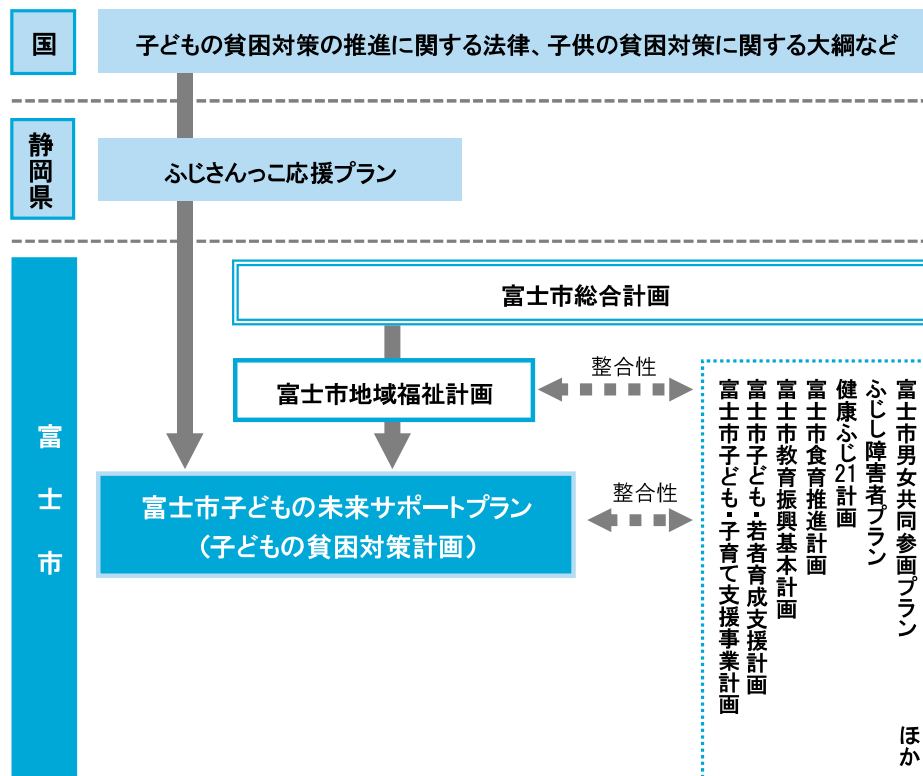 国
子どもの貧困対策の推進に関する法律、子供の貧困対策に関する大綱など
静岡県
ふじさんっこ応援プラン
富士市
富士市総合計画
富士市地域福祉計画
整合性
富士市子どもの未来サポートプラン
（子どもの貧困対策計画）
整合性
富士市男女共同参画プラン
ふじし障害者プラン
健康ふじ21計画
富士市食育推進計画
富士市教育振興基本計画
富士市子ども・若者育成支援計画
富士市子ども・子育て支援事業計画
ほか